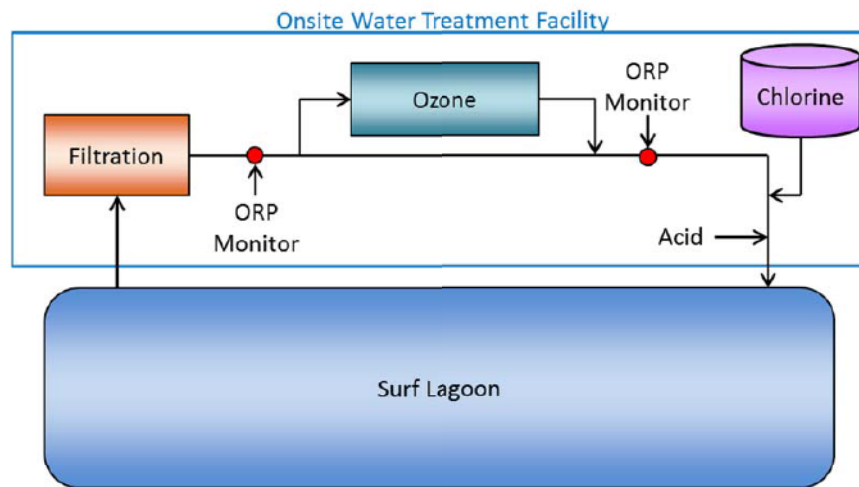 Onsite Water Treatment Facility
Ozone
ORP
Monitor
Chlorine
Filtration
ORP
Monitor
Acid
Surf Lagoon